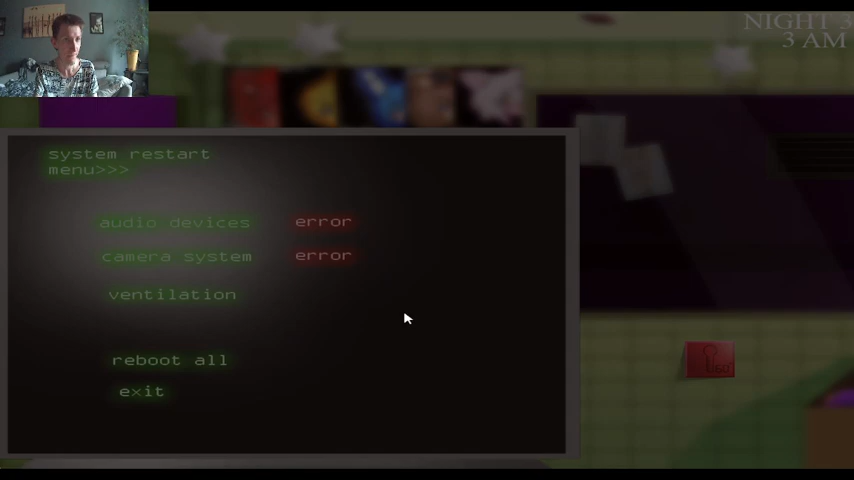 NIGHT 3
3 AM
system restart
menu>>>
audio devices error
camera system error
ventilation
reboot all
exit